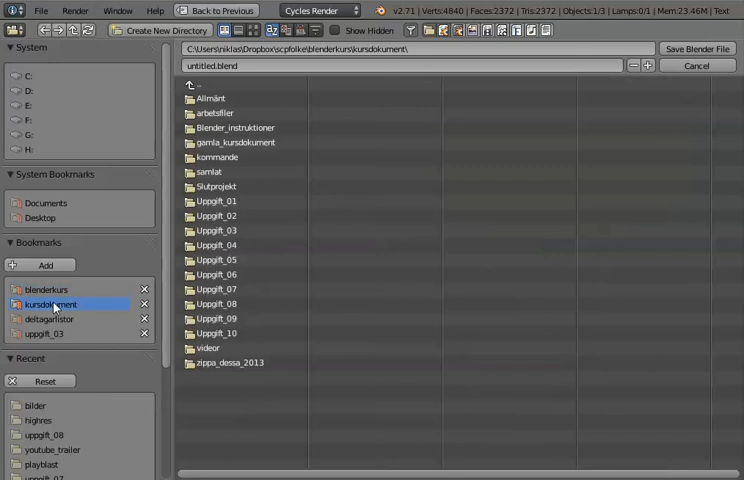 File Render Window Help Back to Previous Cycles Render v2.71 | Verts:4840 | Faces:2372 | Tris:2372 | Objects:1/3 | Lamps:0/1 | Mem:23.46M | Text
Create New Directory Show Hidden
System
C:
D:
E:
F:
G:
H:
System Bookmarks
Documents
Desktop
Bookmarks
Add
blenderkurs
kursdokument
deltagarlistor
uppgift_03
Recent
Reset
bilder
highres
uppgift_08
youtube_trailer
playblast
uppgift_07
C:\Users\niklas\Dropbox\scpfolke\blenderkurs\kursdokument\ Save Blender File
untitled.blend Cancel
..
Allmänt
arbetsfiler
Blender_instruktioner
gamla_kursdokument
kommande
samlat
Slutprojekt
Uppgift_01
Uppgift_02
Uppgift_03
Uppgift_04
Uppgift_05
Uppgift_06
Uppgift_07
Uppgift_08
Uppgift_09
Uppgift_10
videor
zippa_dessa_2013